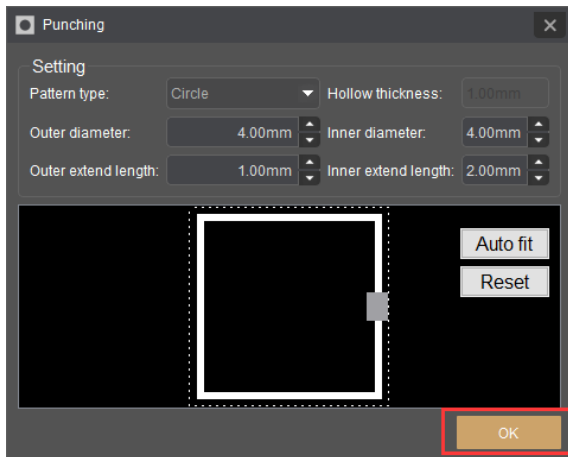 Punching
Setting
Pattern type: Circle Hollow thickness: 1.00mm
Outer diameter: 4.00mm Inner diameter: 4.00mm
Outer extend length: 1.00mm Inner extend length: 2.00mm
Auto fit
Reset
OK